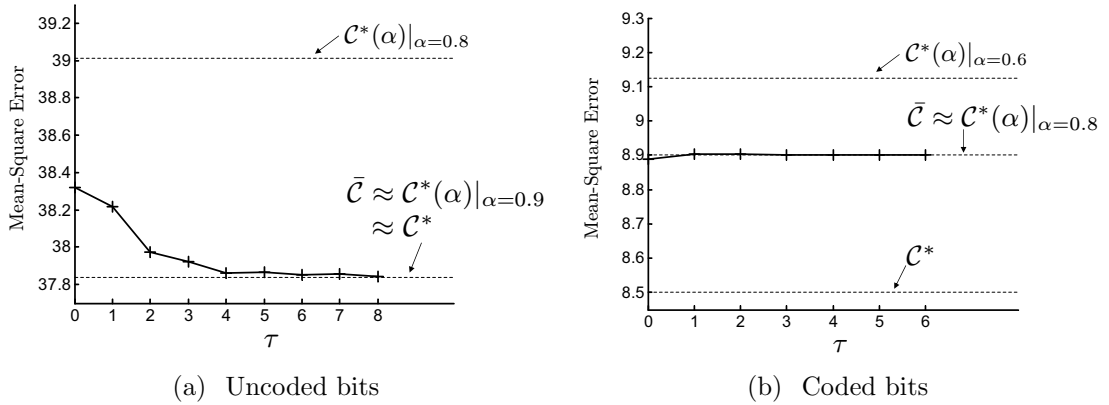 39.2
39
38.8
38.6
38.4
38.2
38
37.8
0 1 2 3 4 5 6 7 8
Mean-Square Error
τ
𝒞*(α)|α=0.8
𝒞̄ ≈ 𝒞*(α)|α=0.9
≈ 𝒞*
(a) Uncoded bits
9.3
9.2
9.1
9
8.9
8.8
8.7
8.6
8.5
0 1 2 3 4 5 6
Mean-Square Error
τ
𝒞*(α)|α=0.6
𝒞̄ ≈ 𝒞*(α)|α=0.8
𝒞*
(b) Coded bits